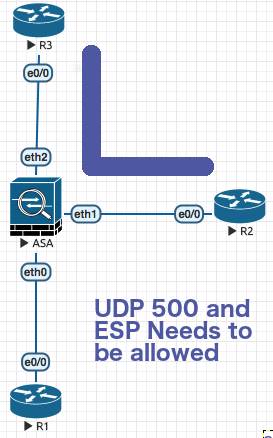 R3
e0/0
eth2
eth1
e0/0
R2
ASA
eth0
UDP 500 and
ESP Needs to
be allowed
e0/0
R1